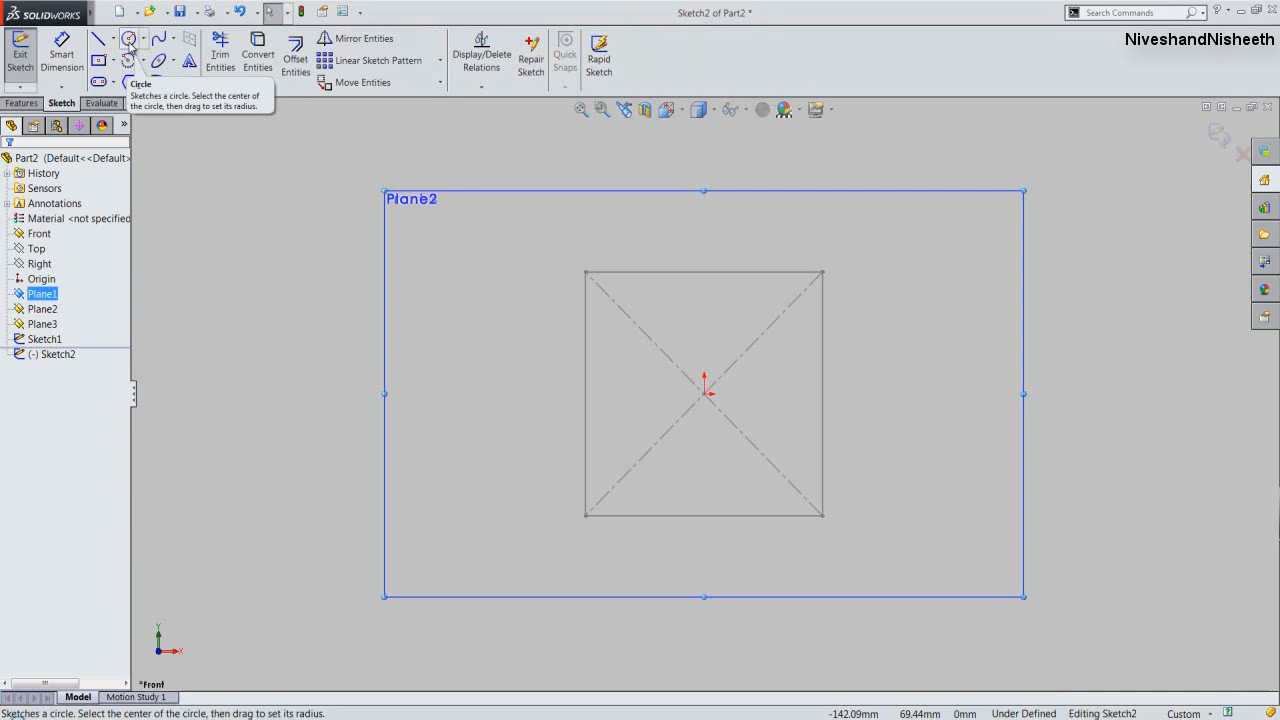 SOLIDWORKS
Sketch2 of Part2 *
Search Commands
NiveshandNisheeth
Exit Sketch
Smart Dimension
Trim Entities
Convert Entities
Offset Entities
Mirror Entities
Linear Sketch Pattern
Move Entities
Display/Delete Relations
Repair Sketch
Quick Snaps
Rapid Sketch
Circle
Sketches a circle. Select the center of
the circle, then drag to set its radius.
Features
Sketch
Evaluate
Part2 (Default<<Default>
History
Sensors
Annotations
Material <not specified
Front
Top
Right
Origin
Plane1
Plane2
Plane3
Sketch1
(-) Sketch2
Plane2
Y
X
*Front
Model
Motion Study 1
Sketches a circle. Select the center of the circle, then drag to set its radius.
-142.09mm
69.44mm
0mm
Under Defined
Editing Sketch2
Custom